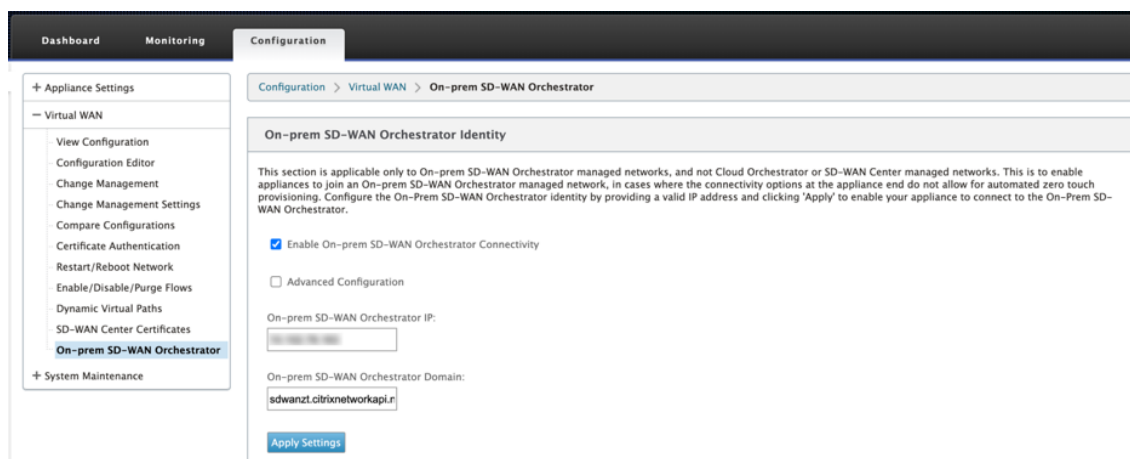 Dashboard Monitoring Configuration
+ Appliance Settings
− Virtual WAN
View Configuration
Configuration Editor
Change Management
Change Management Settings
Compare Configurations
Certificate Authentication
Restart/Reboot Network
Enable/Disable/Purge Flows
Dynamic Virtual Paths
SD-WAN Center Certificates
On-prem SD-WAN Orchestrator
+ System Maintenance
Configuration > Virtual WAN > On-prem SD-WAN Orchestrator
On-prem SD-WAN Orchestrator Identity
This section is applicable only to On-prem SD-WAN Orchestrator managed networks, and not Cloud Orchestrator or SD-WAN Center managed networks. This is to enable
appliances to join an On-prem SD-WAN Orchestrator managed network, in cases where the connectivity options at the appliance end do not allow for automated zero touch
provisioning. Configure the On-Prem SD-WAN Orchestrator identity by providing a valid IP address and clicking 'Apply' to enable your appliance to connect to the On-Prem SD-
WAN Orchestrator.
Enable On-prem SD-WAN Orchestrator Connectivity
Advanced Configuration
On-prem SD-WAN Orchestrator IP:
On-prem SD-WAN Orchestrator Domain:
sdwanzt.citrixnetworkapi.r
Apply Settings